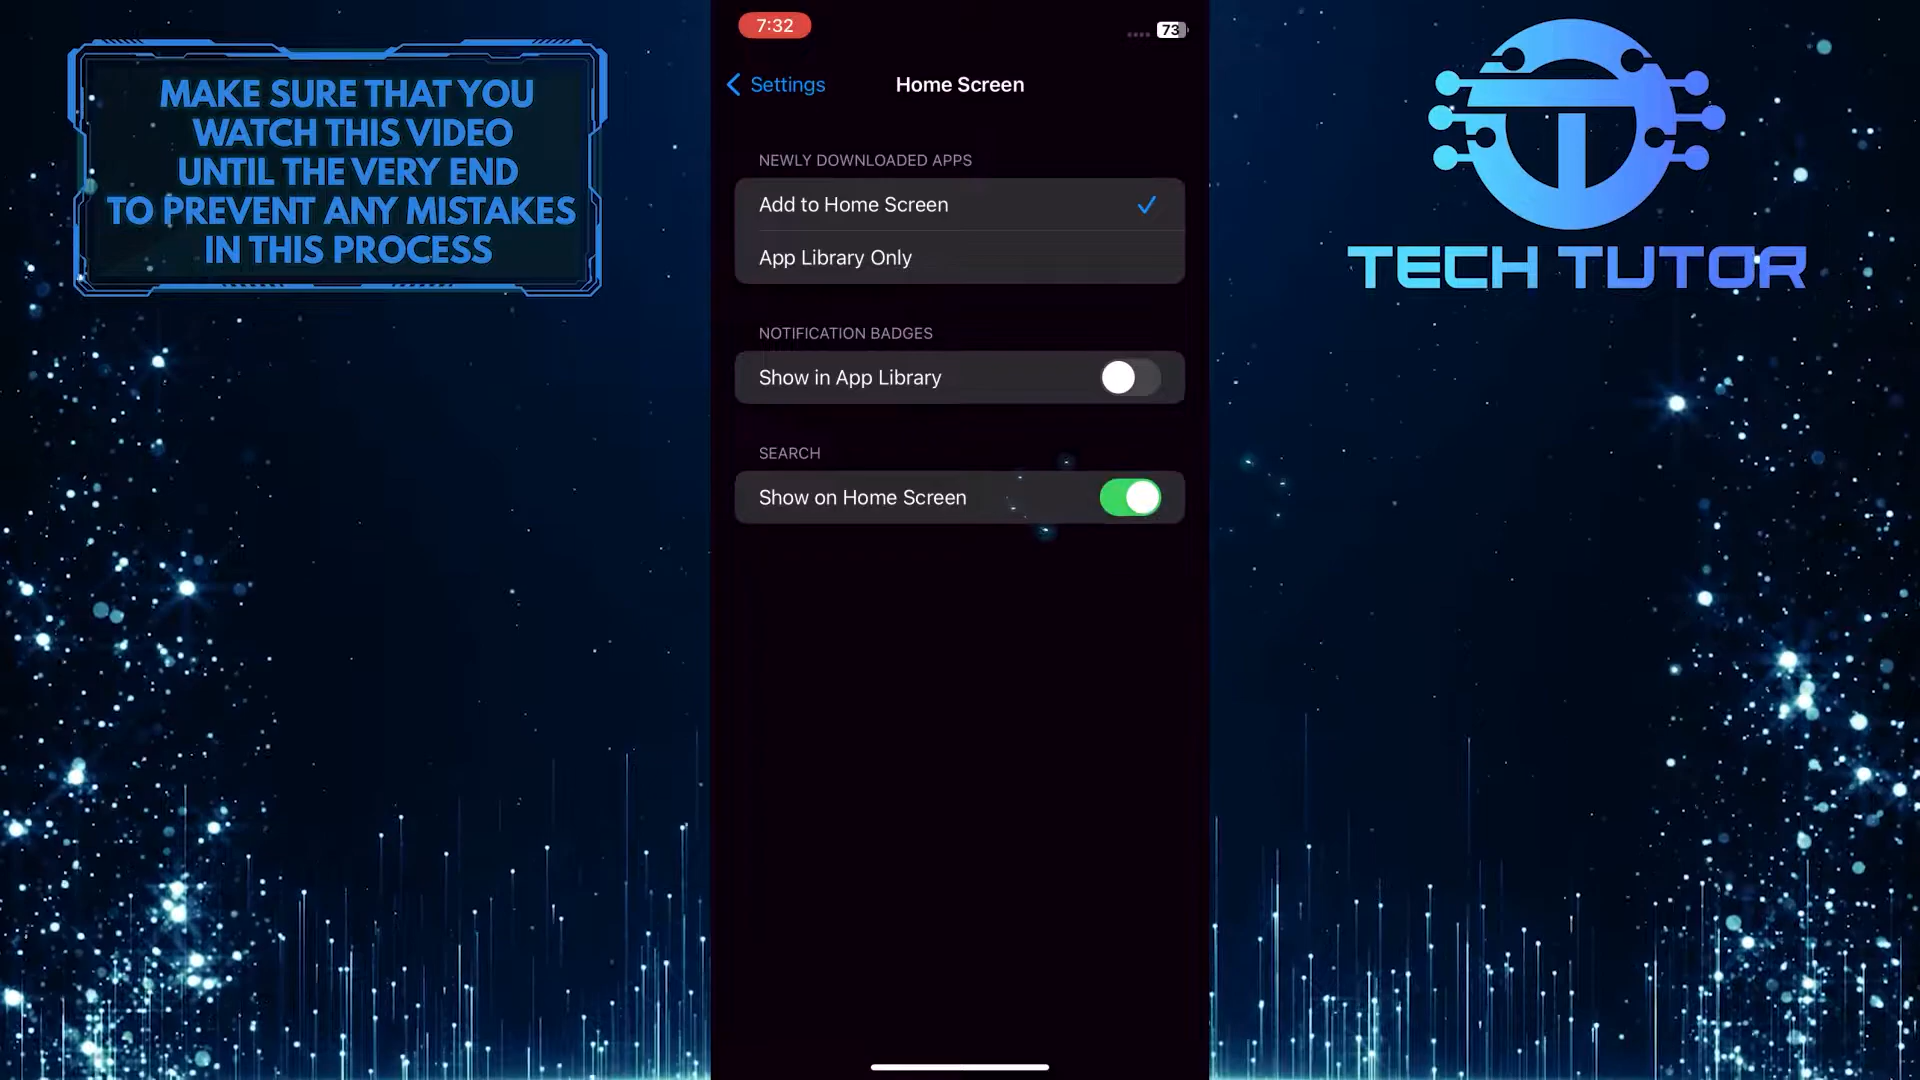 MAKE SURE THAT YOU
WATCH THIS VIDEO
UNTIL THE VERY END
TO PREVENT ANY MISTAKES
IN THIS PROCESS
7:32
73
Settings
Home Screen
NEWLY DOWNLOADED APPS
Add to Home Screen
App Library Only
NOTIFICATION BADGES
Show in App Library
SEARCH
Show on Home Screen
TECH TUTOR